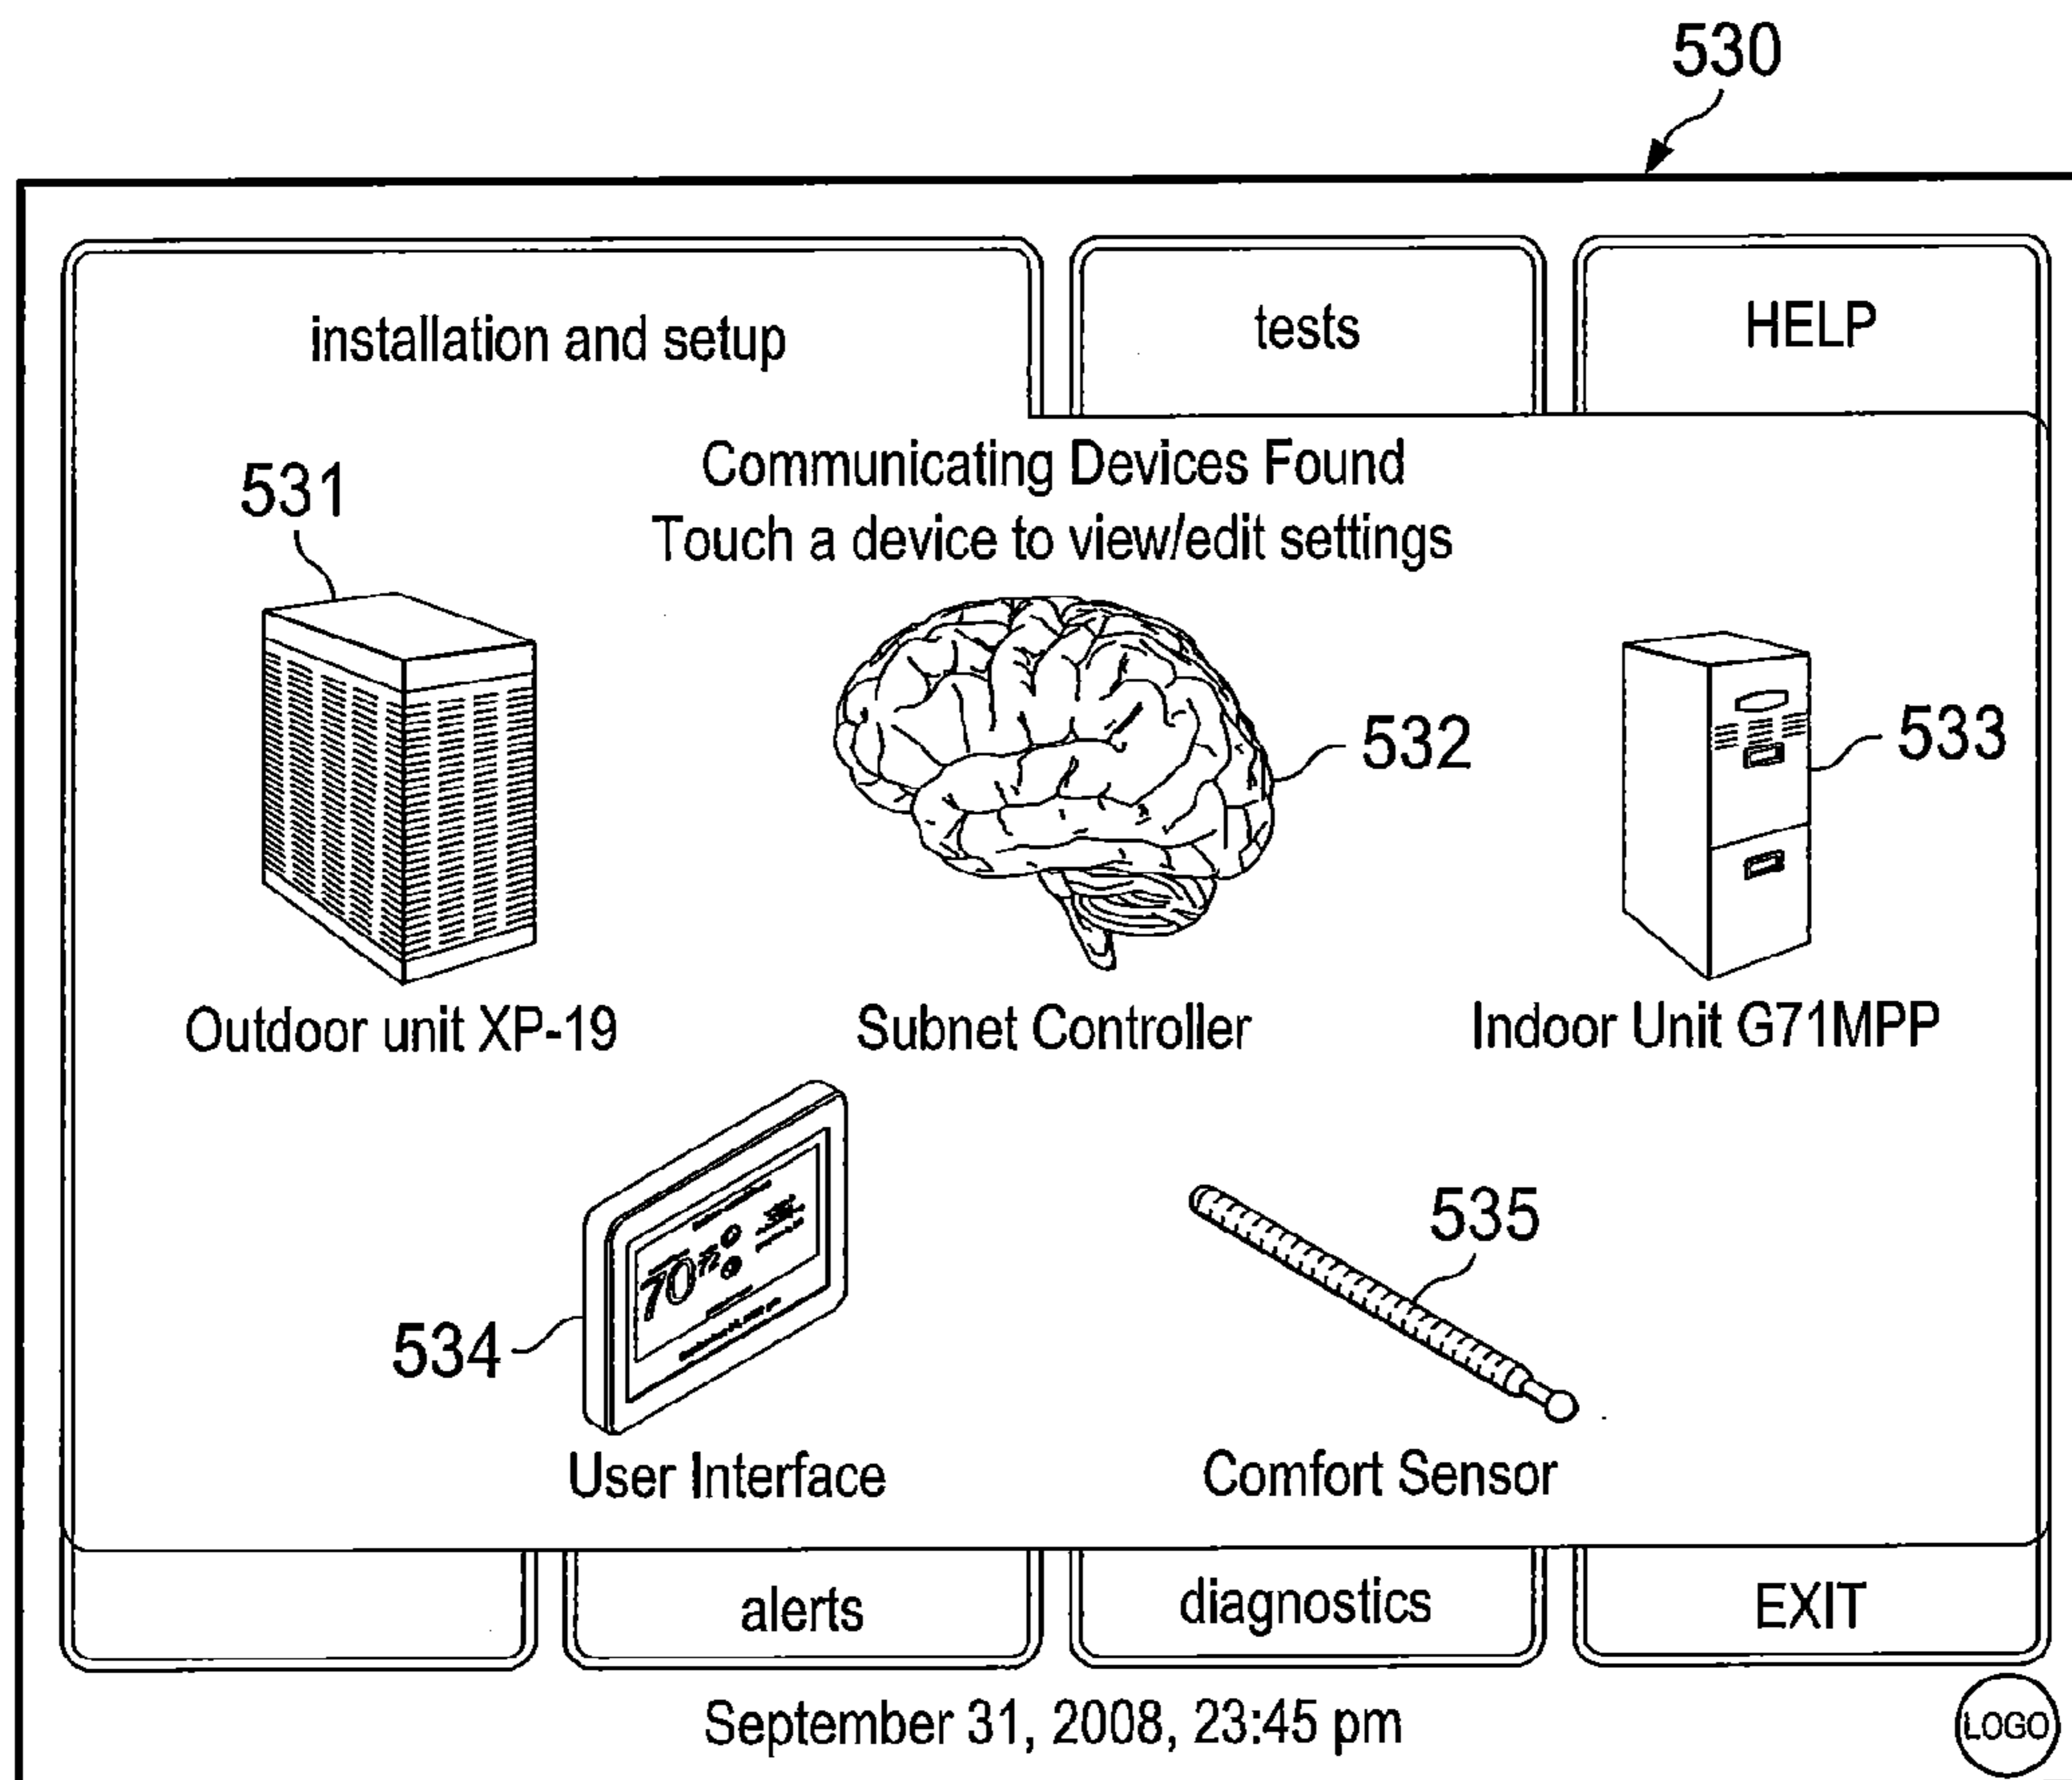 530
installation and setup
tests
HELP
Communicating Devices Found
Touch a device to view/edit settings
531
532
533
Outdoor unit XP-19
Subnet Controller
Indoor Unit G71MPP
534
70 72
535
User Interface
Comfort Sensor
alerts
diagnostics
EXIT
September 31, 2008, 23:45 pm
LOGO